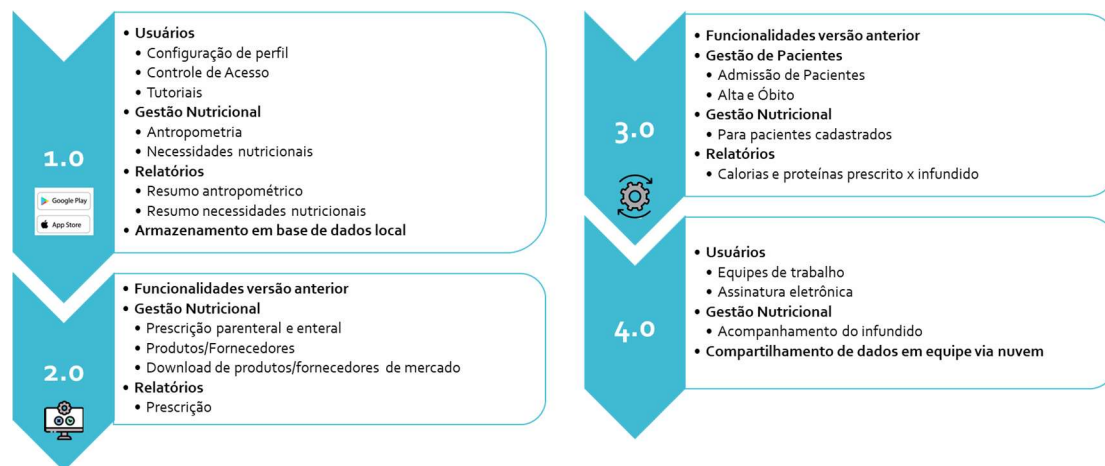 1.0
Google Play
App Store
• Usuários
• Configuração de perfil
• Controle de Acesso
• Tutoriais
• Gestão Nutricional
• Antropometria
• Necessidades nutricionais
• Relatórios
• Resumo antropométrico
• Resumo necessidades nutricionais
• Armazenamento em base de dados local
2.0
• Funcionalidades versão anterior
• Gestão Nutricional
• Prescrição parenteral e enteral
• Produtos/Fornecedores
• Download de produtos/fornecedores de mercado
• Relatórios
• Prescrição
3.0
• Funcionalidades versão anterior
• Gestão de Pacientes
• Admissão de Pacientes
• Alta e Óbito
• Gestão Nutricional
• Para pacientes cadastrados
• Relatórios
• Calorias e proteínas prescrito x infundido
4.0
• Usuários
• Equipes de trabalho
• Assinatura eletrônica
• Gestão Nutricional
• Acompanhamento do infundido
• Compartilhamento de dados em equipe via nuvem